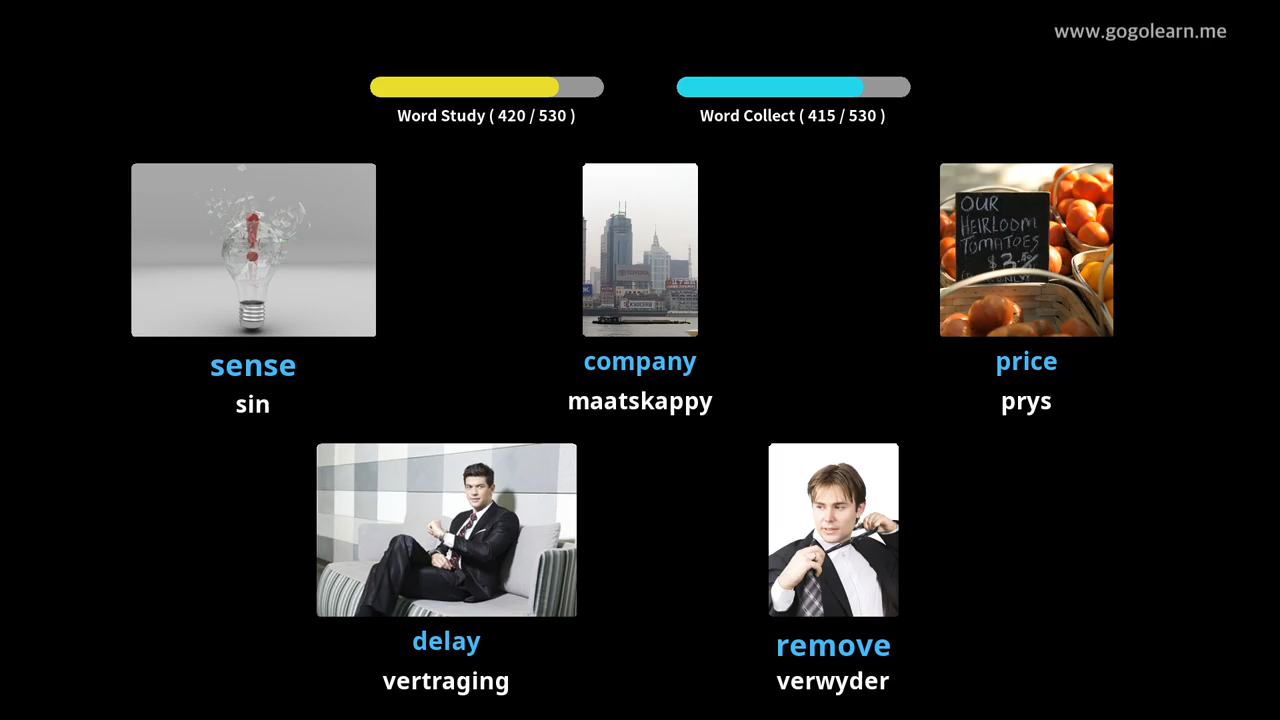 www.gogolearn.me
Word Study ( 420 / 530 )
Word Collect ( 415 / 530 )
OUR
HEIRLOOM
TOMATOES
TOYOTA
sense
company
price
sin
maatskappy
prys
delay
remove
vertraging
verwyder